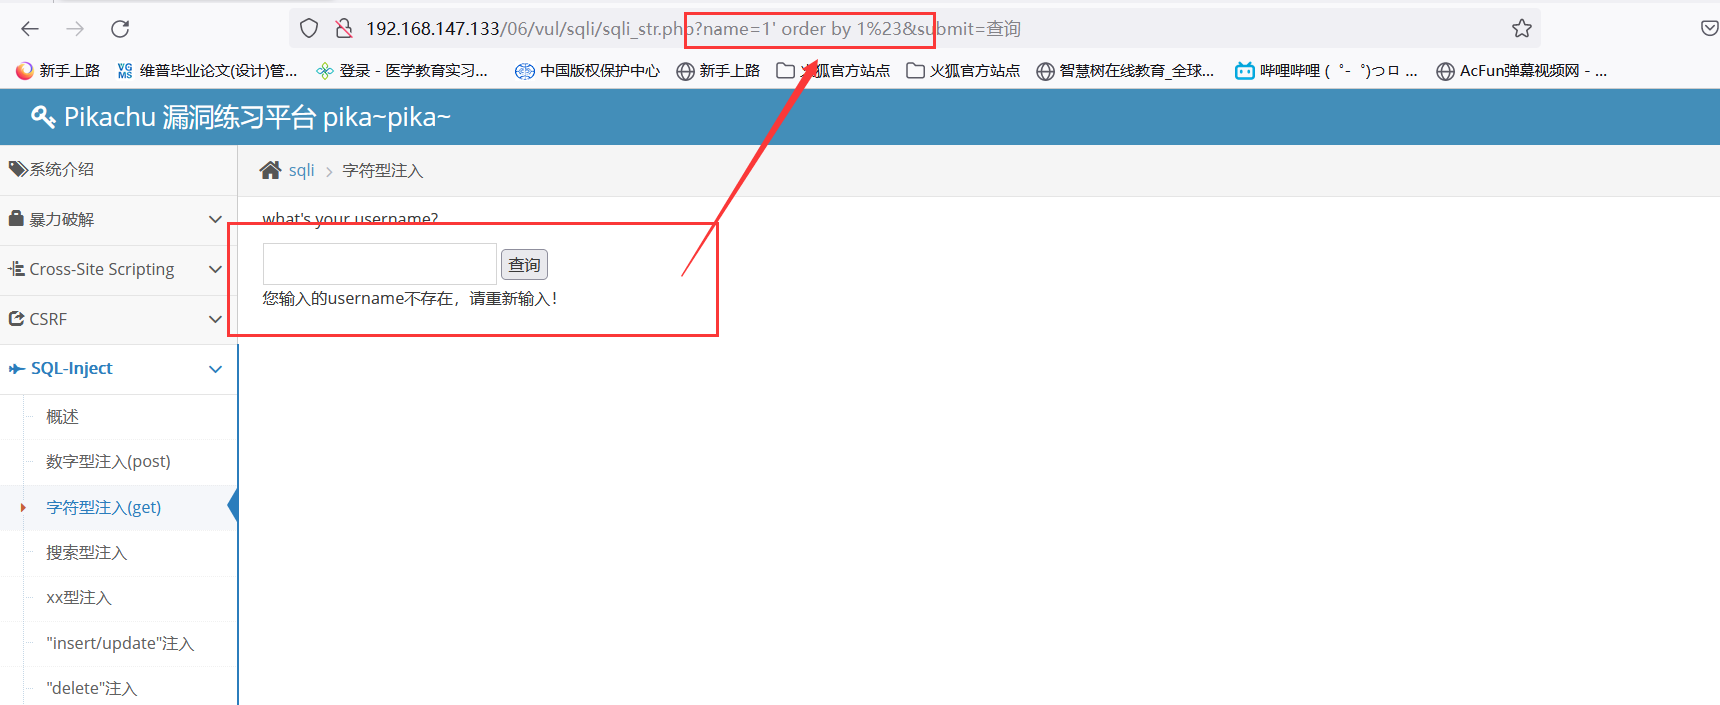 192.168.147.133/06/vul/sqli/sqli_str.php?name=1' order by 1%23&submit=查询
新手上路 维普毕业论文(设计)管... 登录 - 医学教育实习... 中国版权保护中心 新手上路 火狐官方站点 火狐官方站点 智慧树在线教育_全球... 哔哩哔哩 ( ゜- ゜)つロ ... AcFun弹幕视频网 - ...
Pikachu 漏洞练习平台 pika~pika~
系统介绍
sqli > 字符型注入
暴力破解
what's your username?
Cross-Site Scripting
查询
您输入的username不存在，请重新输入！
CSRF
SQL-Inject
概述
数字型注入(post)
字符型注入(get)
搜索型注入
xx型注入
"insert/update"注入
"delete"注入